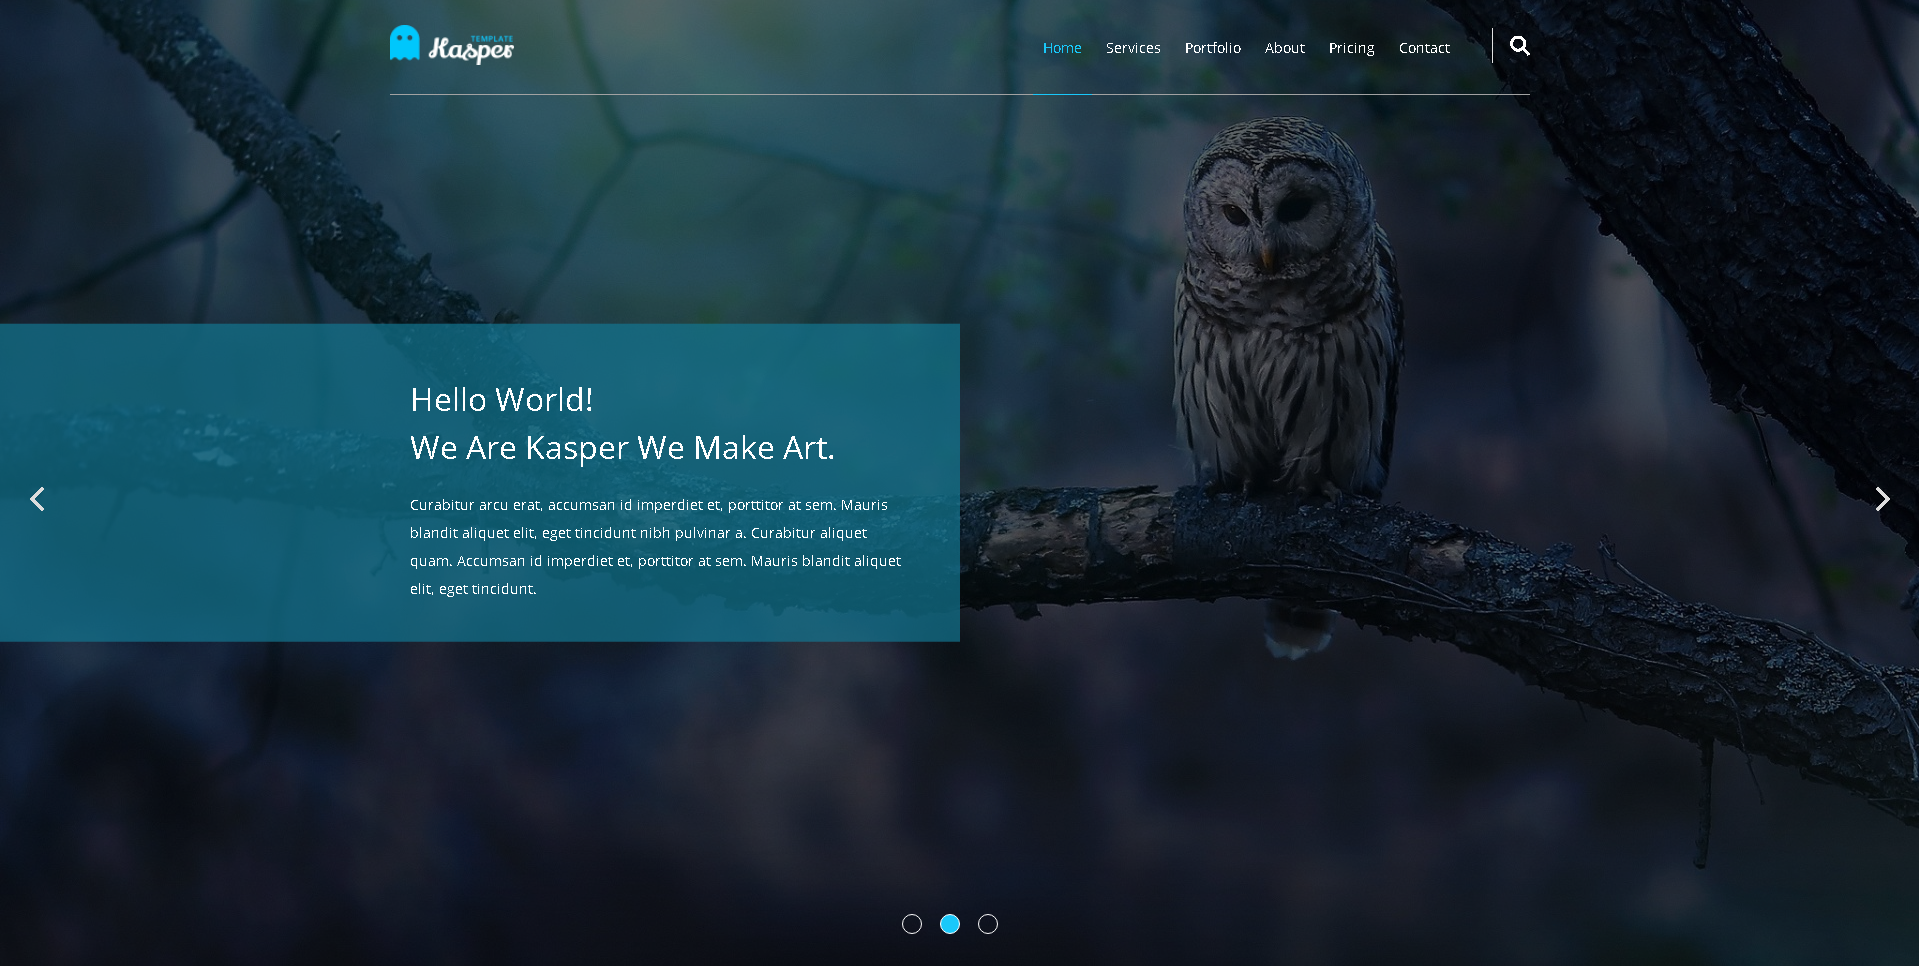 TEMPLATE
Kasper
Home Services Portfolio About Pricing Contact
Hello World!
We Are Kasper We Make Art.
Curabitur arcu erat, accumsan id imperdiet et, porttitor at sem. Mauris
blandit aliquet elit, eget tincidunt nibh pulvinar a. Curabitur aliquet
quam. Accumsan id imperdiet et, porttitor at sem. Mauris blandit aliquet
elit, eget tincidunt.